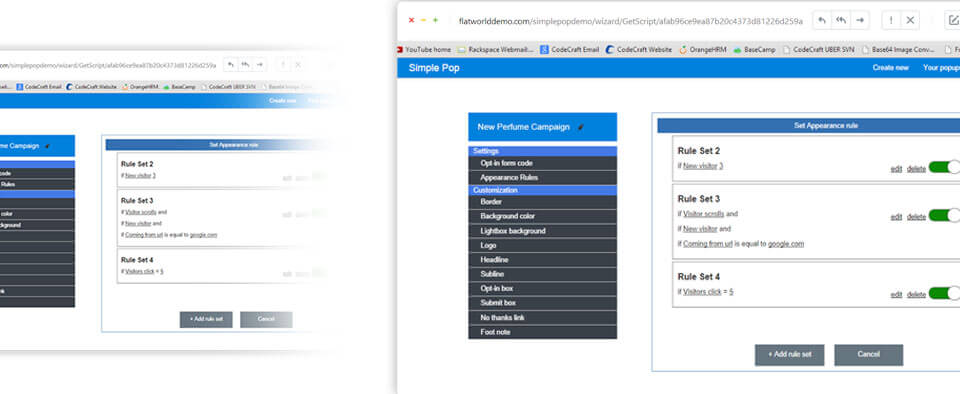 .com/simplepopdemo/wizard/GetScript/afab96ce9ea87b20c4373d81226d259a
CodeCraft Email CodeCraft Website OrangeHRM BaseCamp CodeCraft UBER SVN Base64 Image
Create new Your
me Campaign
code
Rules
color
ckground
nk
Set Appearance rule
Rule Set 2
if New visitor 3
Rule Set 3
if Visitor scrolls and
if New visitor and
if Coming from url is equal to google.com
Rule Set 4
if Visitors click = 5
+ Add rule set Cancel
flatworlddemo.com/simplepopdemo/wizard/GetScript/afab96ce9ea87b20c4373d81226d259a
YouTube home Rackspace Webmail:... CodeCraft Email CodeCraft Website OrangeHRM BaseCamp CodeCraft UBER SVN Base64 Image Conv...
Simple Pop Create new Your popup
New Perfume Campaign
Settings
Opt-in form code
Appearance Rules
Customization
Border
Background color
Lightbox background
Logo
Headline
Subline
Opt-in box
Submit box
No thanks link
Foot note
Set Appearance rule
Rule Set 2
if New visitor 3
edit delete
Rule Set 3
if Visitor scrolls and
edit delete
if New visitor and
if Coming from url is equal to google.com
Rule Set 4
if Visitors click = 5
edit delete
+ Add rule set Cancel